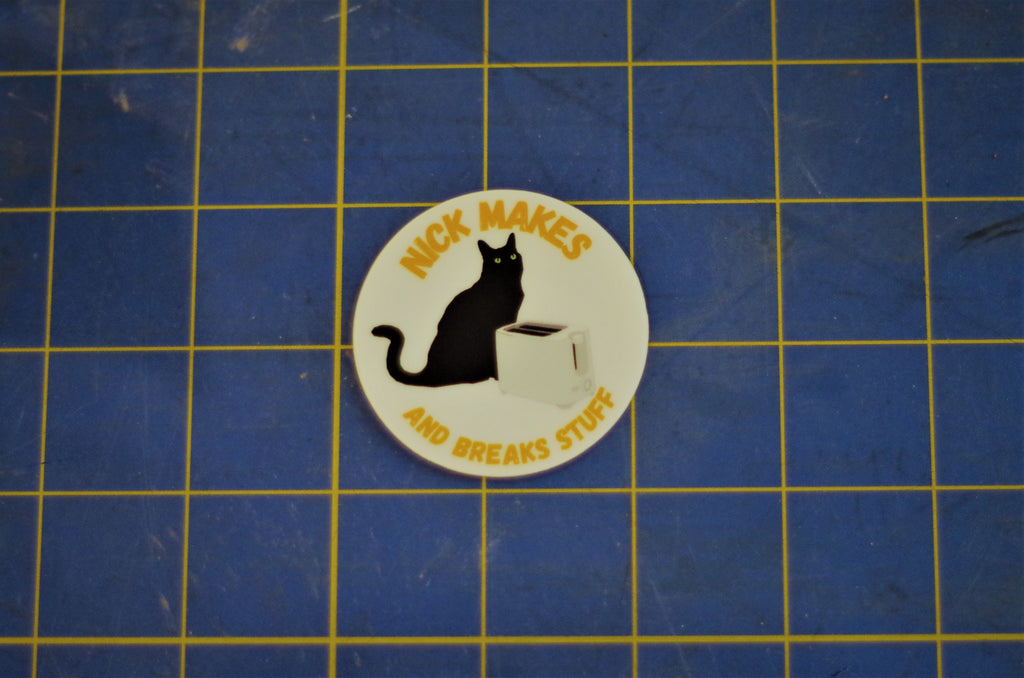 NICK MAKES
AND BREAKS STUFF